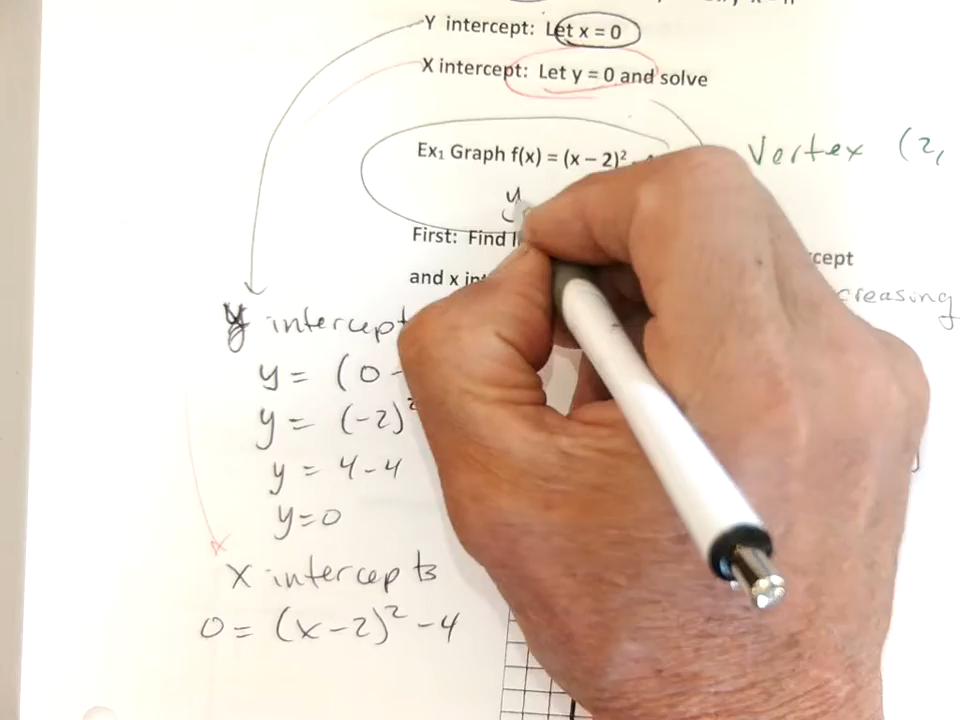 Y intercept: Let x = 0
X intercept: Let y = 0 and solve
Ex1 Graph f(x) = (x – 2)² -
Vertex (2,
y
First: Find
cept
and x in
creasing
y intercept
y = (0 -
y = (-2)²
y = 4-4
y=0
x intercepts
0 = (x-2)² -4